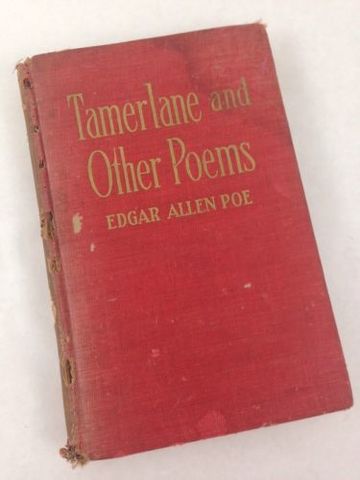 Tamerlane and
Other Poems
EDGAR ALLEN POE